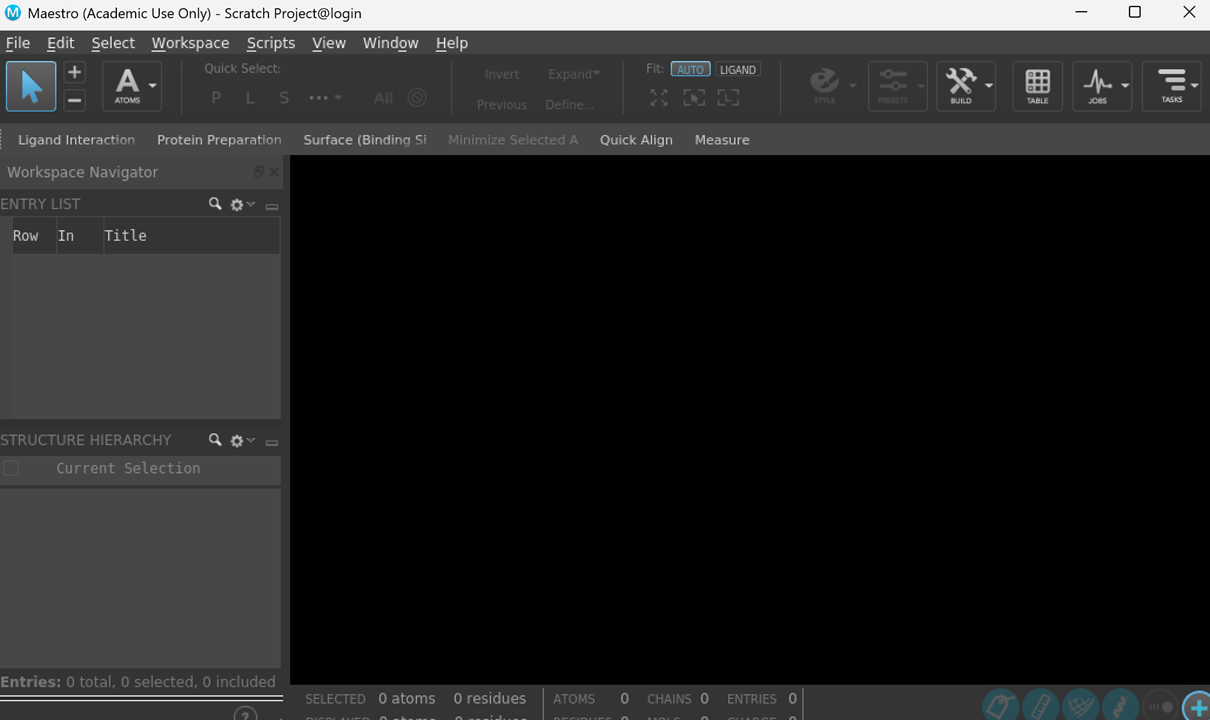 Maestro (Academic Use Only) - Scratch Project@login
File Edit Select Workspace Scripts View Window Help
Quick Select: Invert Expand Fit: AUTO LIGAND
A ATOMS P L S ... All Previous Define... STYLE PRESETS BUILD TABLE JOBS TASKS
Ligand Interaction Protein Preparation Surface (Binding Si Minimize Selected A Quick Align Measure
Workspace Navigator
ENTRY LIST
Row In Title
STRUCTURE HIERARCHY
Current Selection
Entries: 0 total, 0 selected, 0 included
SELECTED 0 atoms 0 residues ATOMS 0 CHAINS 0 ENTRIES 0
? DISPLAYED 0 atoms 0 residues RESIDUES 0 MOLS 0 CHARGE 0